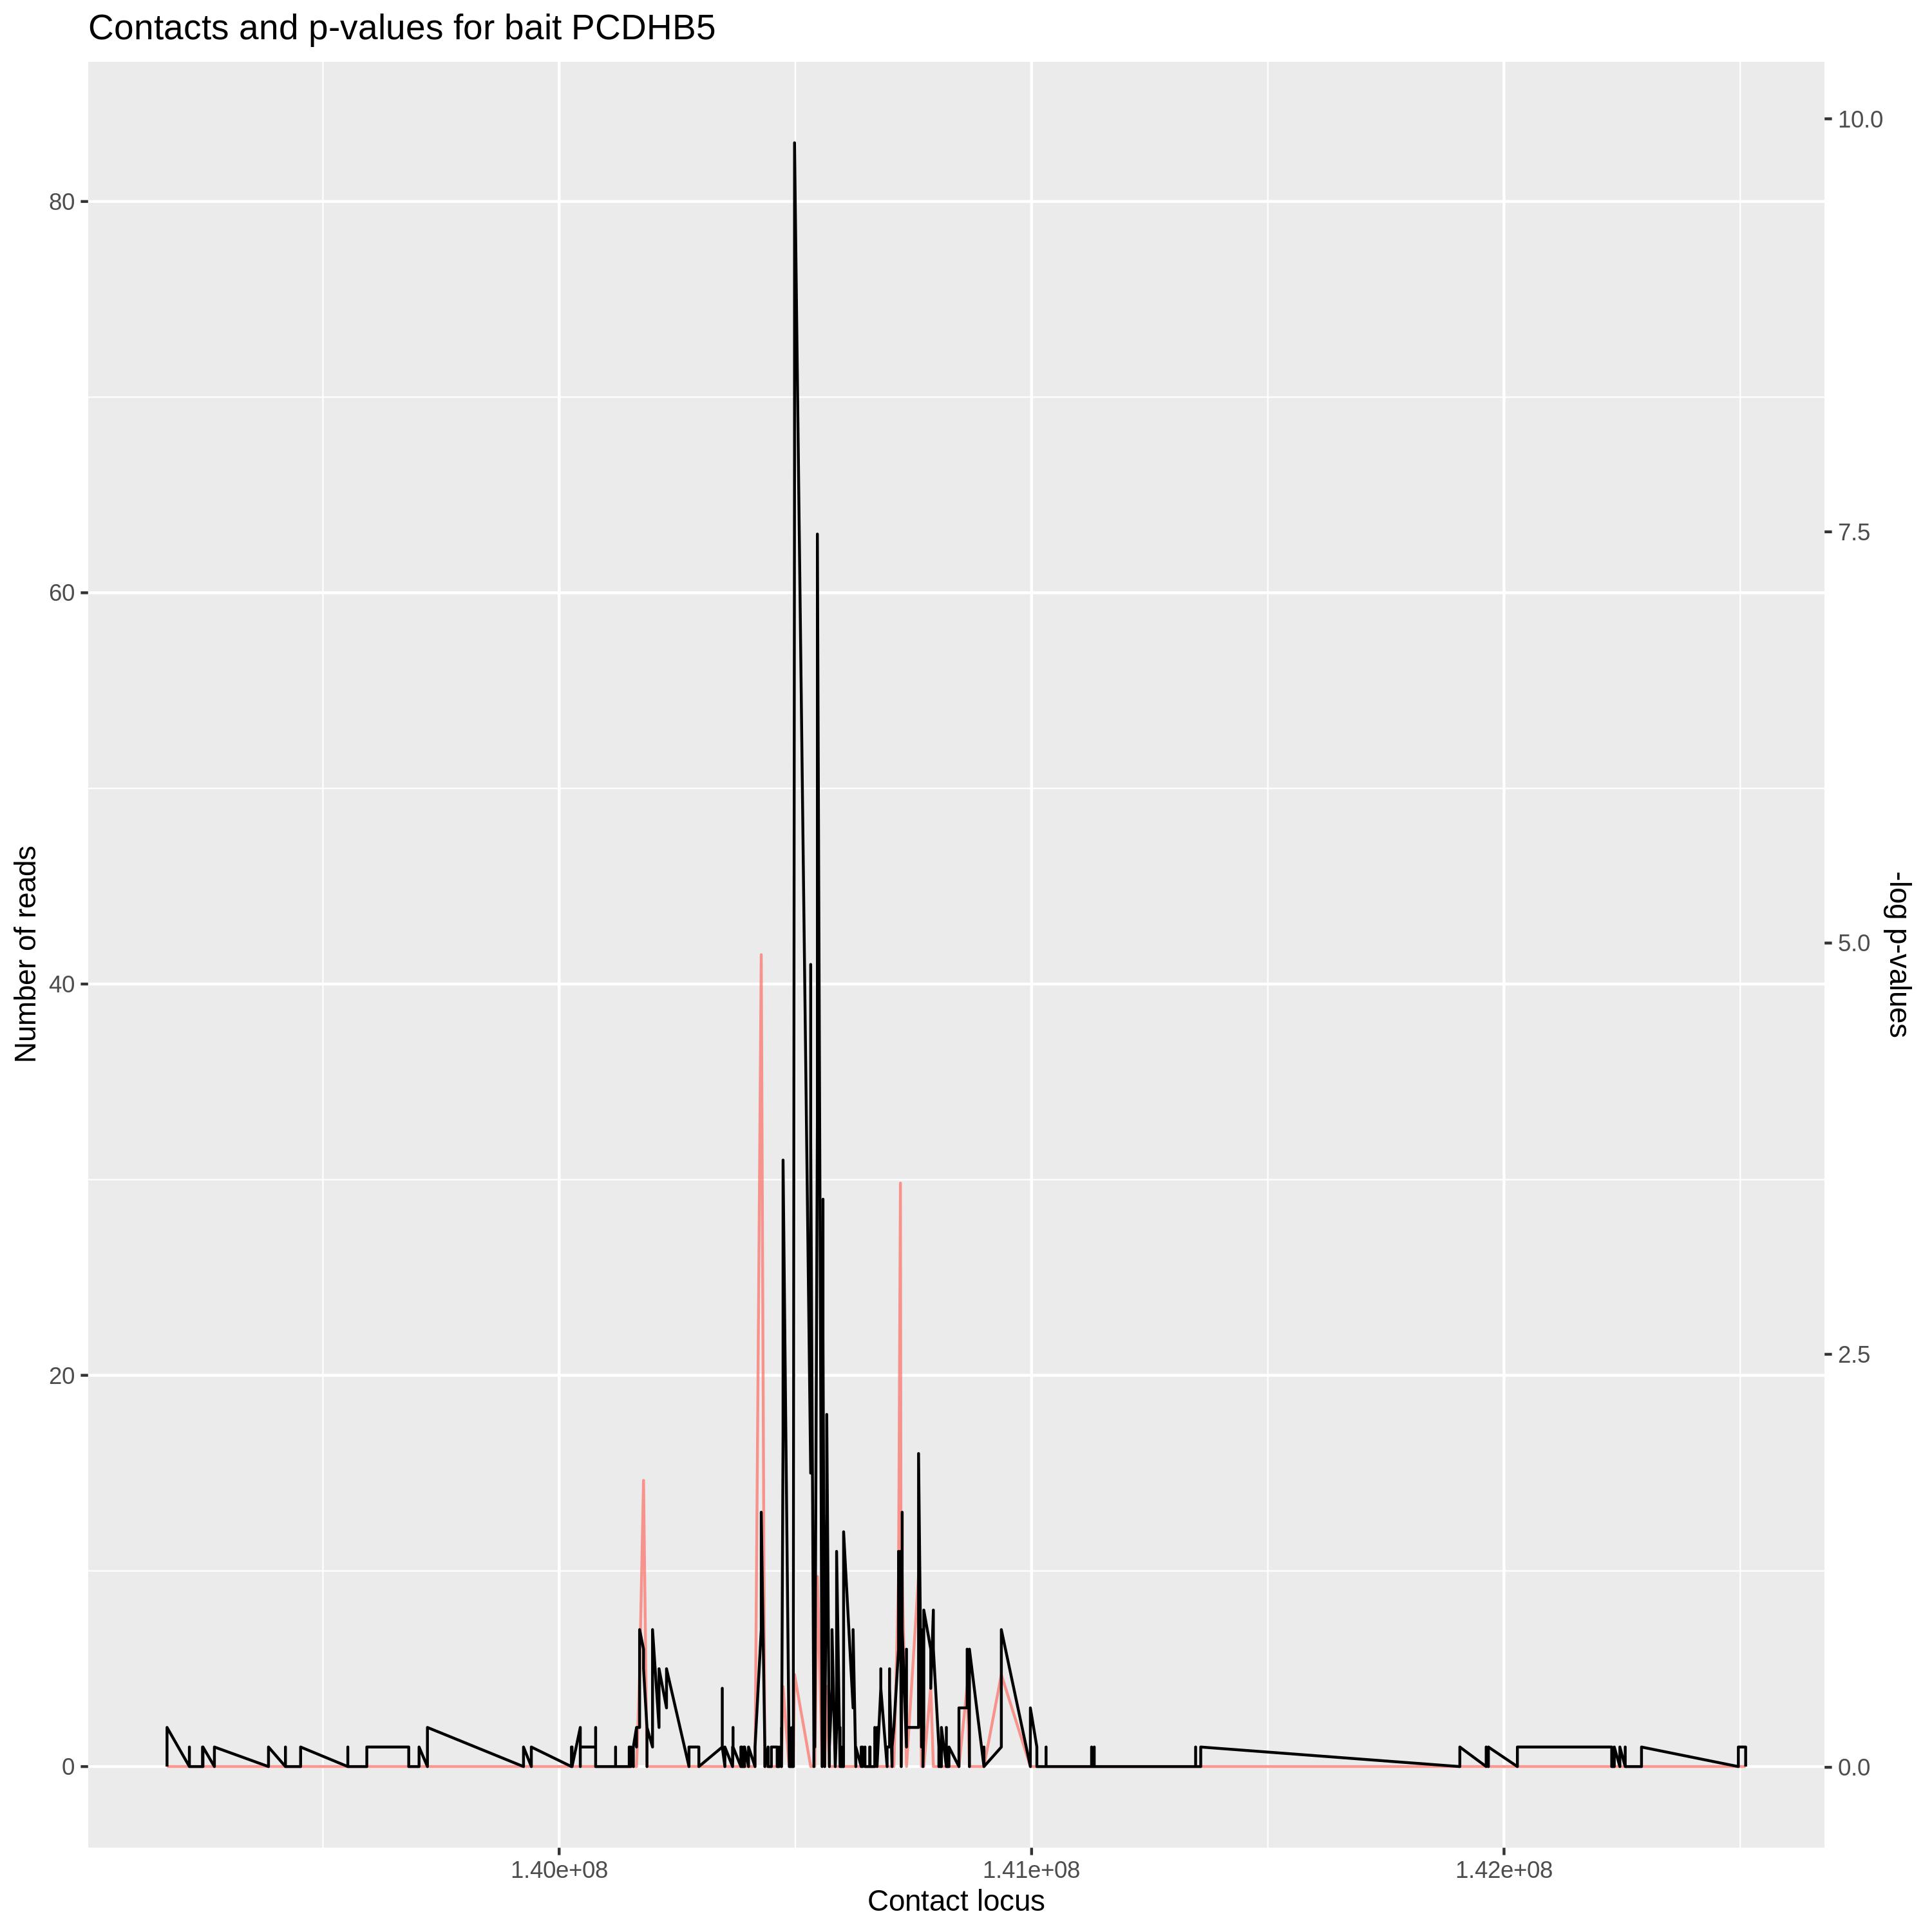 Contacts and p-values for bait PCDHB5
Number of reads
80
60
40
20
0
10.0
7.5
5.0
2.5
0.0
-log p-values
1.40e+08
1.41e+08
1.42e+08
Contact locus